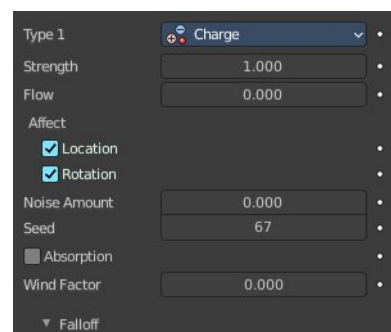 Type 1 Charge
Strength 1.000
Flow 0.000
Affect
Location
Rotation
Noise Amount 0.000
Seed 67
Absorption
Wind Factor 0.000
Falloff